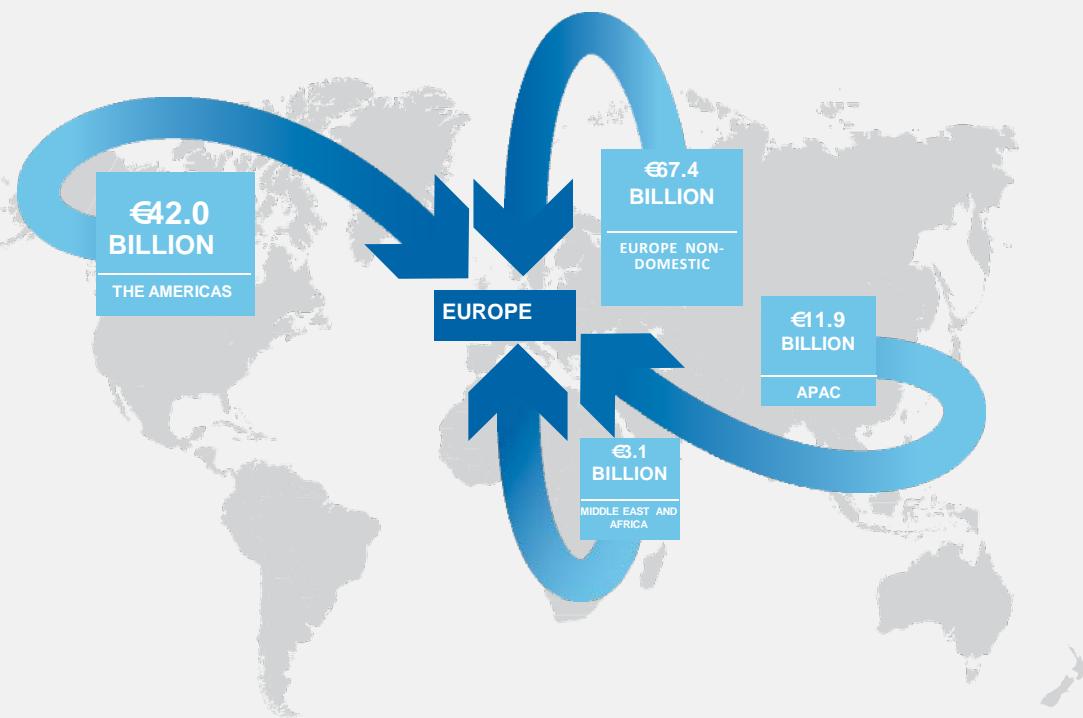 €42.0
BILLION
THE AMERICAS
€67.4
BILLION
EUROPE NON-
DOMESTIC
EUROPE
€11.9
BILLION
APAC
€3.1
BILLION
MIDDLE EAST AND
AFRICA